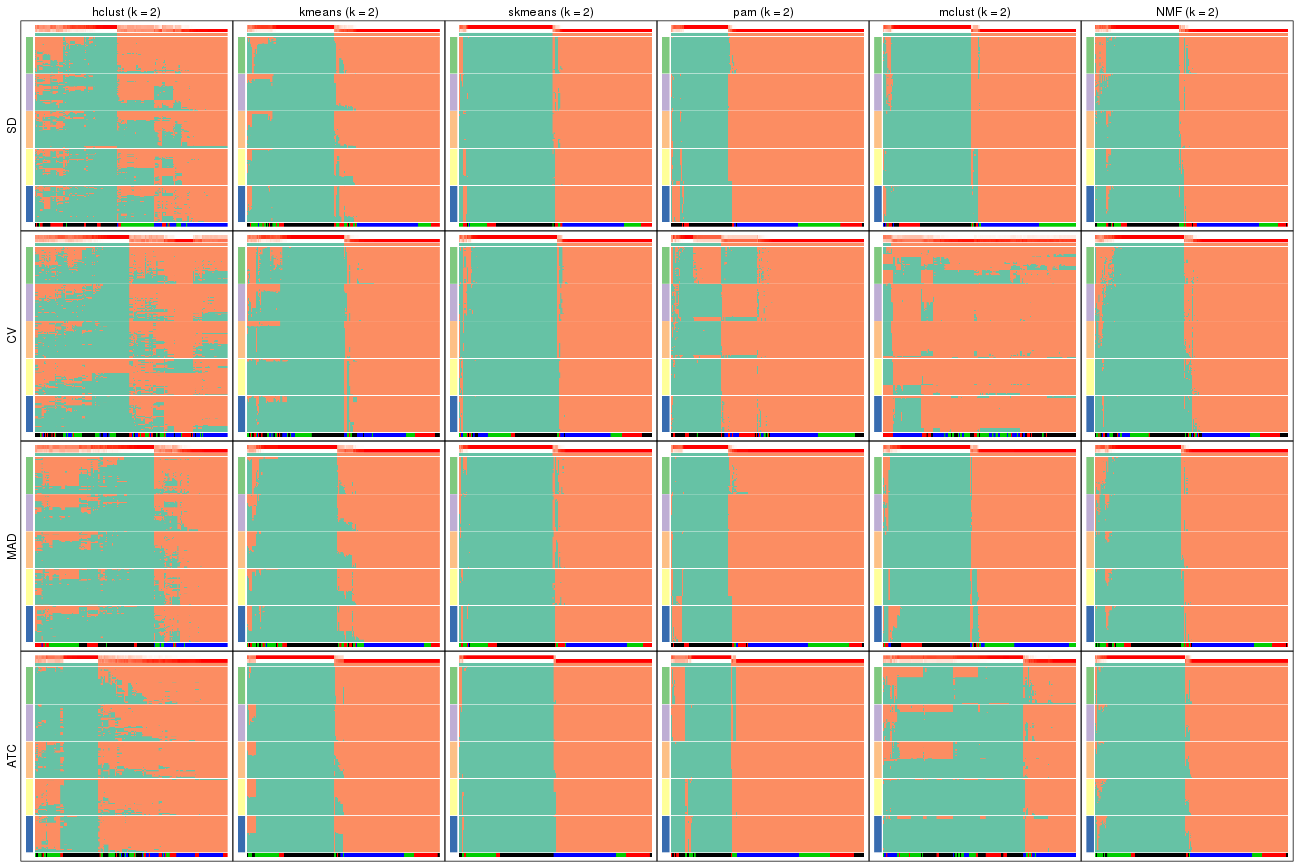 hclust (k = 2)
kmeans (k = 2)
skmeans (k = 2)
pam (k = 2)
mclust (k = 2)
NMF (k = 2)
SD
CV
MAD
ATC